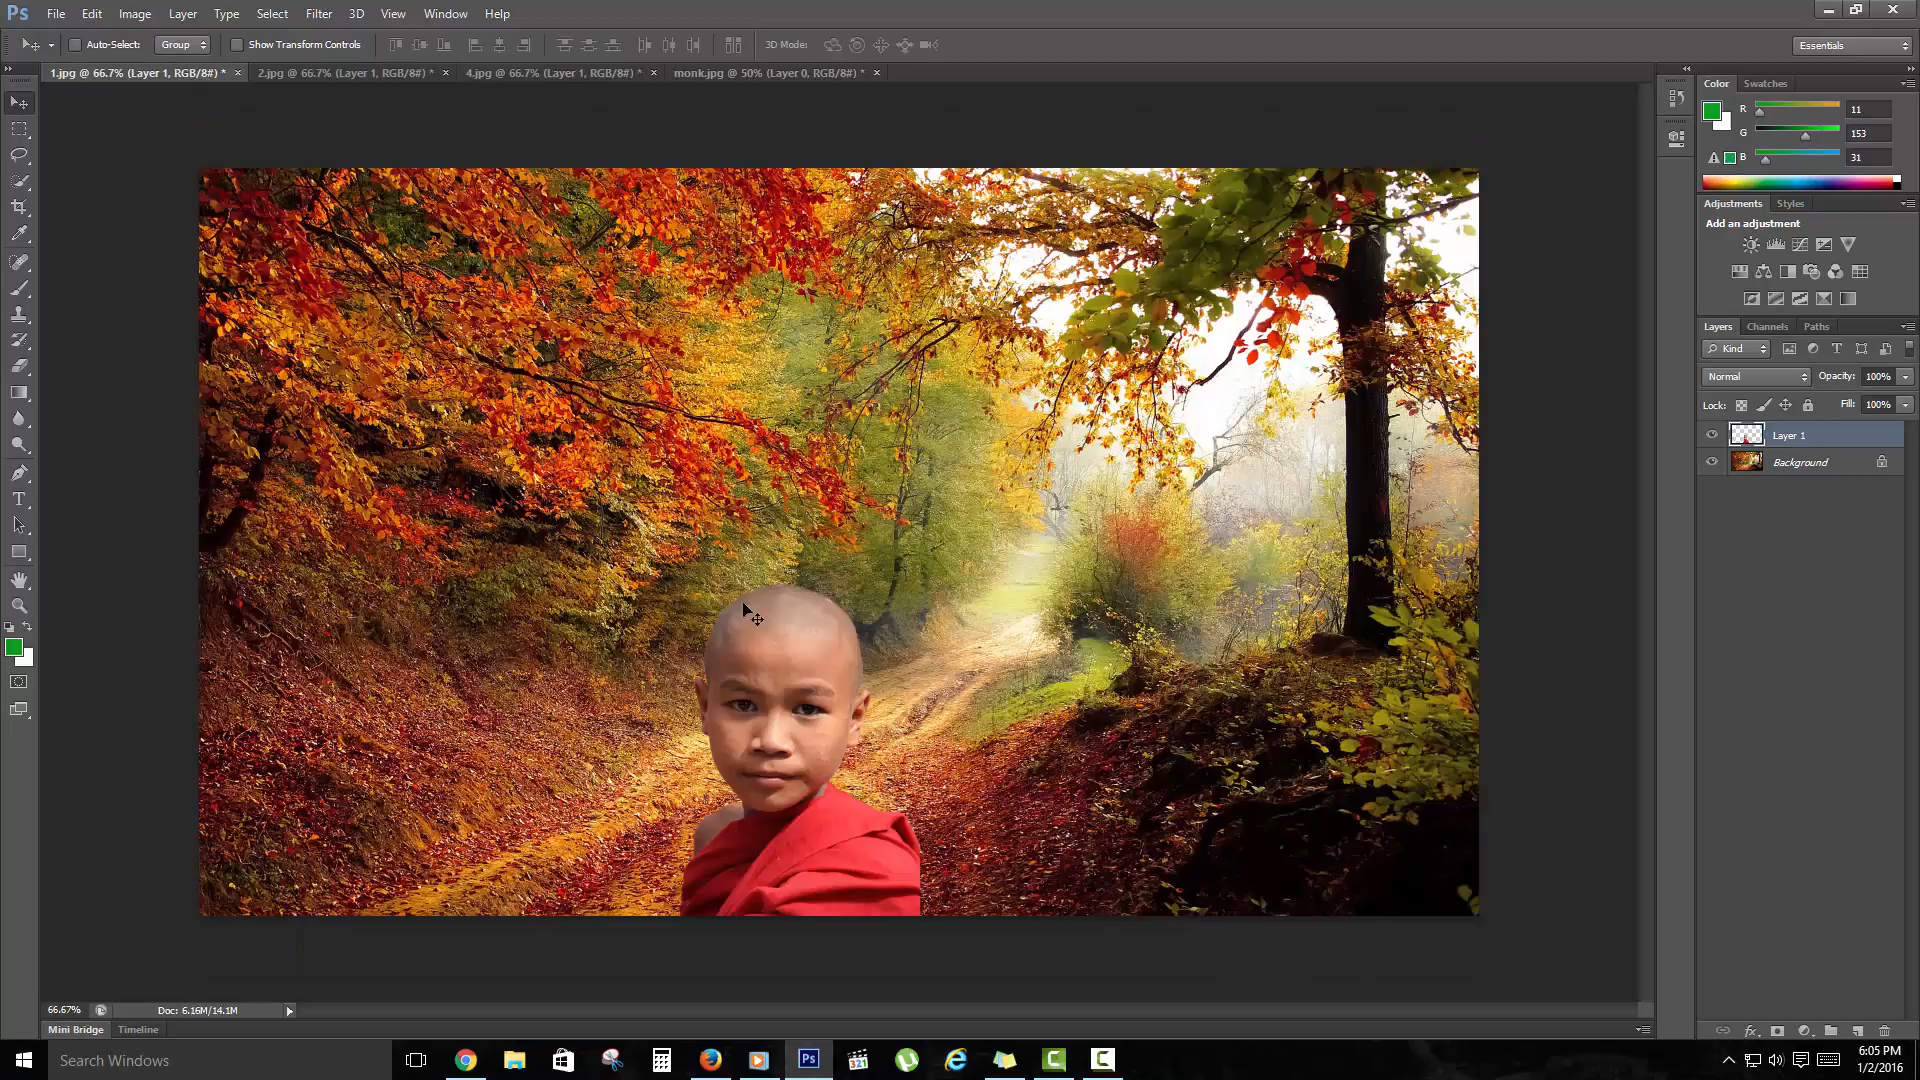 Ps File Edit Image Layer Type Select Filter 3D View Window Help
Auto-Select: Group Show Transform Controls 3D Mode: Essentials
1.jpg @ 66.7% (Layer 1, RGB/8#) * × 2.jpg @ 66.7% (Layer 1, RGB/8#) * × 4.jpg @ 66.7% (Layer 1, RGB/8#) * × monk.jpg @ 50% (Layer 0, RGB/8#) * ×
Color Swatches
R 11
G 153
B 31
Adjustments Styles
Add an adjustment
Layers Channels Paths
Kind
Normal Opacity: 100%
Lock: Fill: 100%
Layer 1
Background
66.67% Doc: 6.16M/14.1M
Mini Bridge Timeline
Search Windows
Ps
321
6:05 PM
1/2/2016